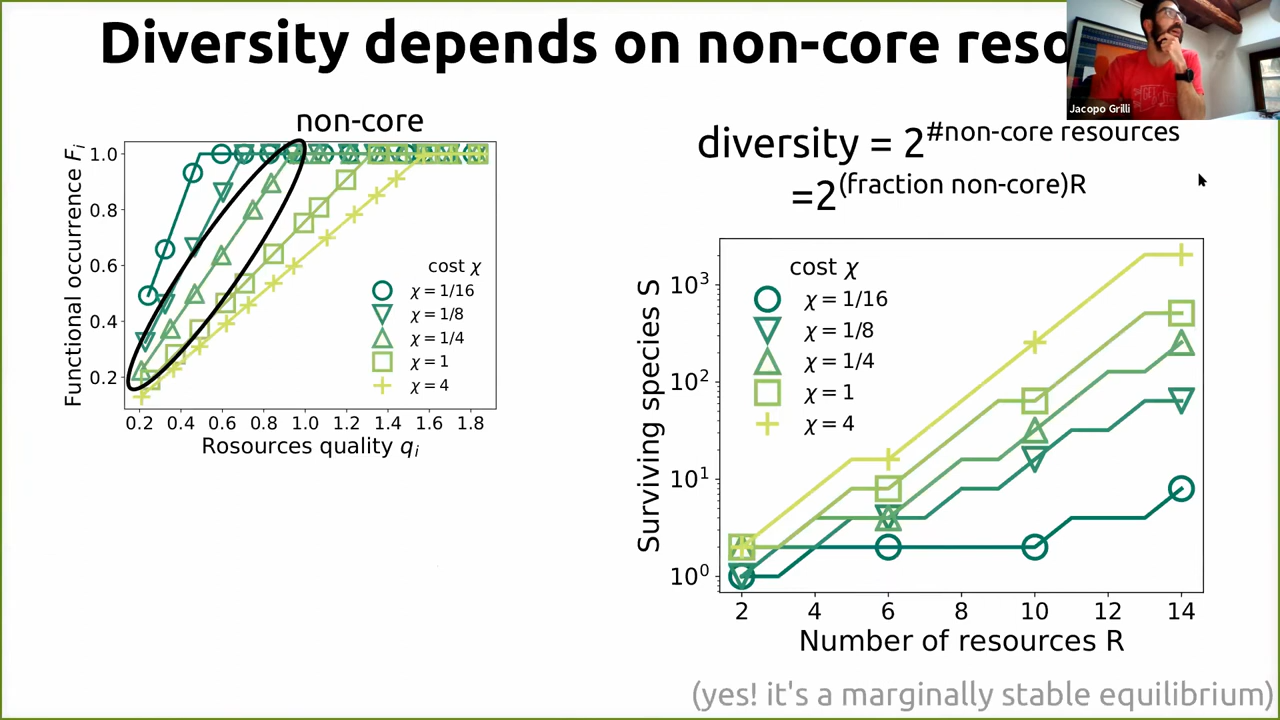 Diversity depends on non-core reso
Jacopo Grilli
non-core
Functional occurrence Fᵢ
1.0
0.8
0.6
0.4
0.2
cost χ
χ = 1/16
χ = 1/8
χ = 1/4
χ = 1
χ = 4
0.2 0.4 0.6 0.8 1.0 1.2 1.4 1.6 1.8
Rosources quality qᵢ
diversity = 2^#non-core resources
=2^(fraction non-core)R
Surviving species S
10³
10²
10¹
10⁰
cost χ
χ = 1/16
χ = 1/8
χ = 1/4
χ = 1
χ = 4
2 4 6 8 10 12 14
Number of resources R
(yes! it's a marginally stable equilibrium)